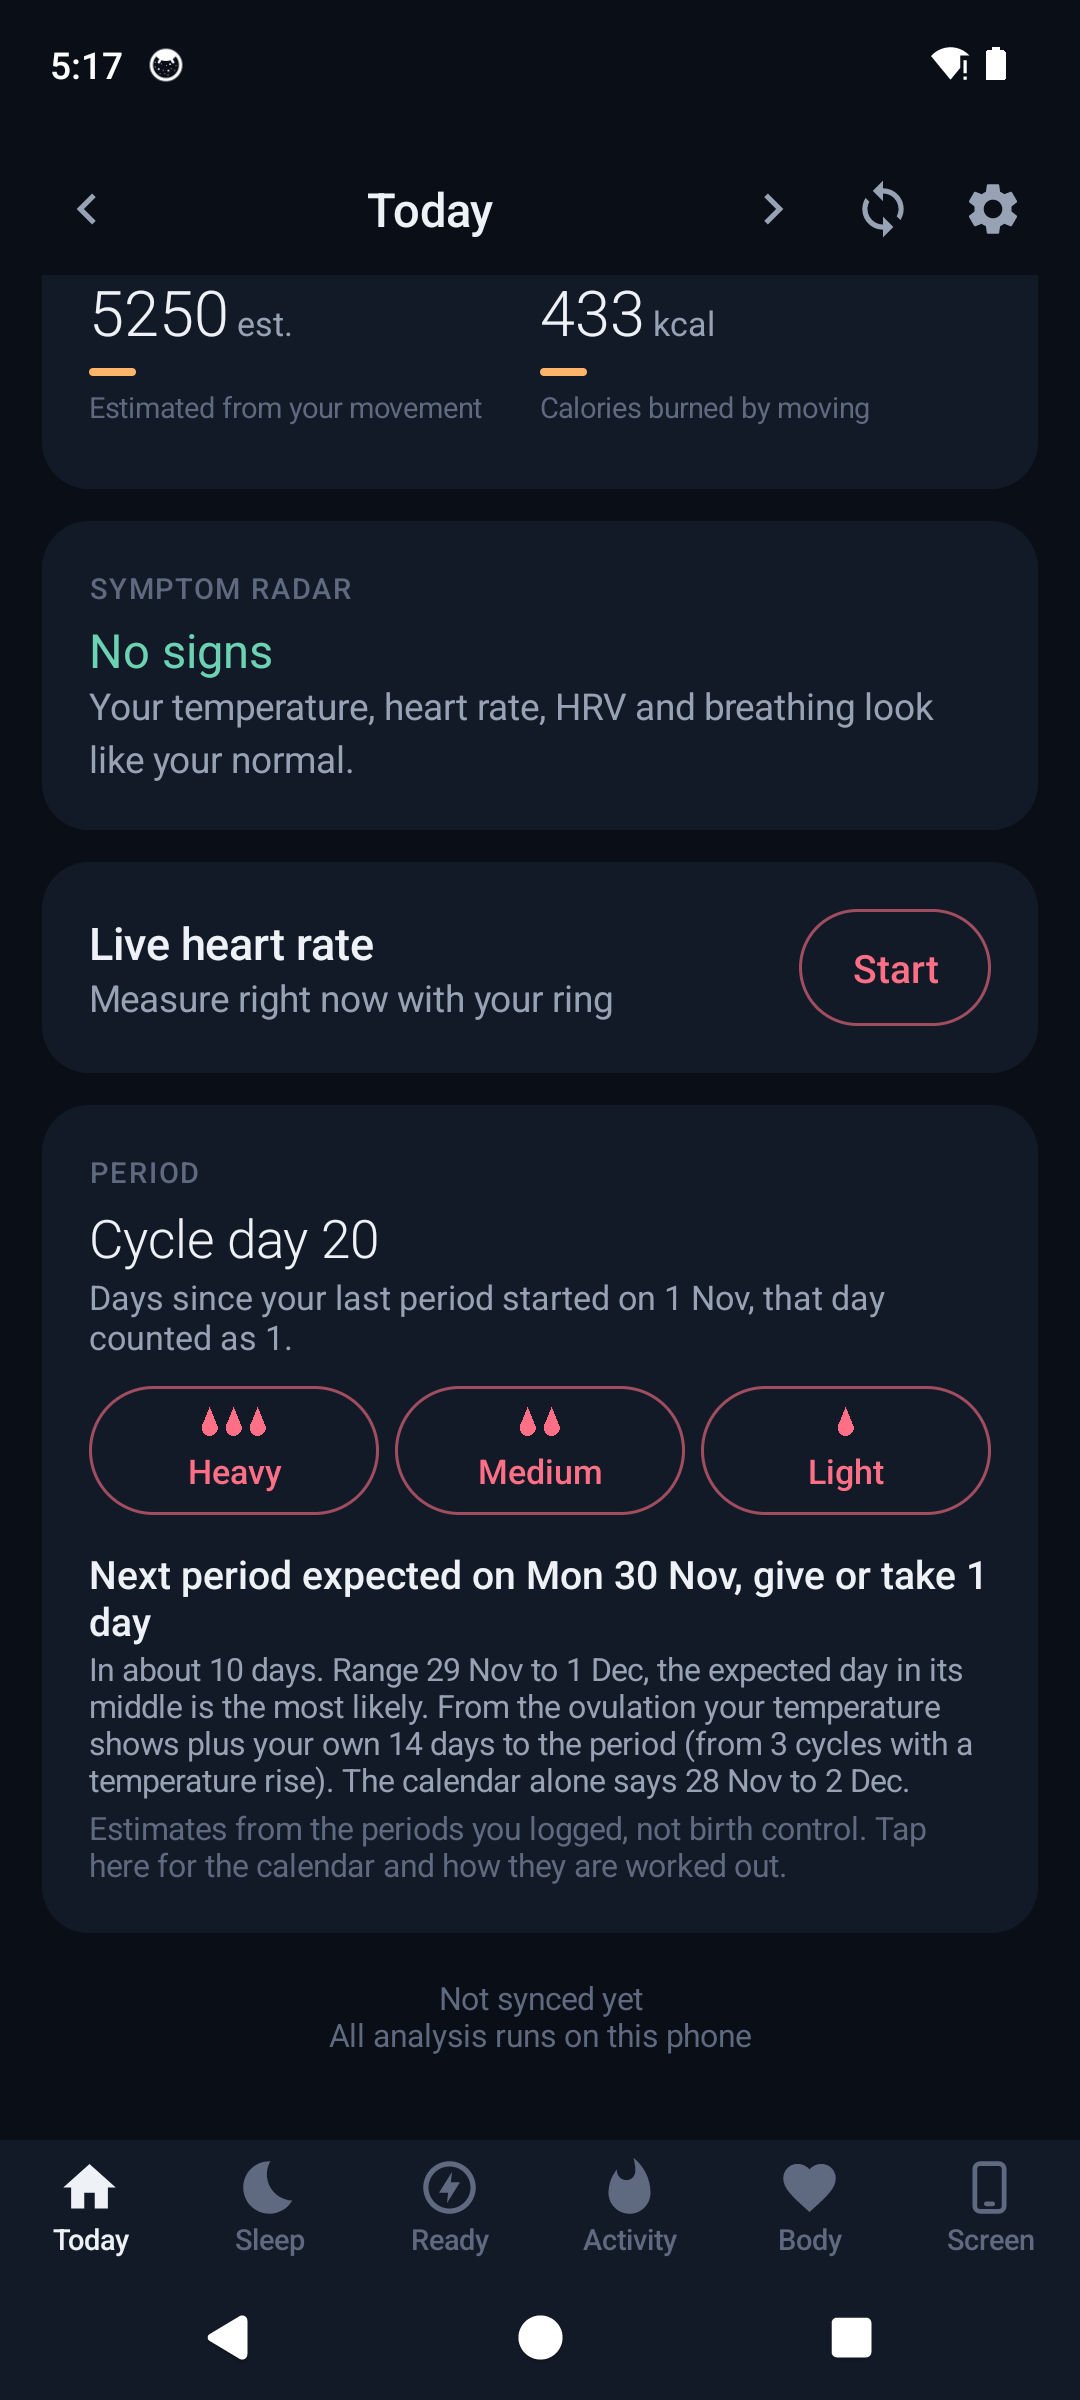 5:17
Today
5250 est.
433 kcal
Estimated from your movement
Calories burned by moving
SYMPTOM RADAR
No signs
Your temperature, heart rate, HRV and breathing look
like your normal.
Live heart rate
Measure right now with your ring
Start
PERIOD
Cycle day 20
Days since your last period started on 1 Nov, that day
counted as 1.
Heavy
Medium
Light
Next period expected on Mon 30 Nov, give or take 1
day
In about 10 days. Range 29 Nov to 1 Dec, the expected day in its
middle is the most likely. From the ovulation your temperature
shows plus your own 14 days to the period (from 3 cycles with a
temperature rise). The calendar alone says 28 Nov to 2 Dec.
Estimates from the periods you logged, not birth control. Tap
here for the calendar and how they are worked out.
Not synced yet
All analysis runs on this phone
Today
Sleep
Ready
Activity
Body
Screen